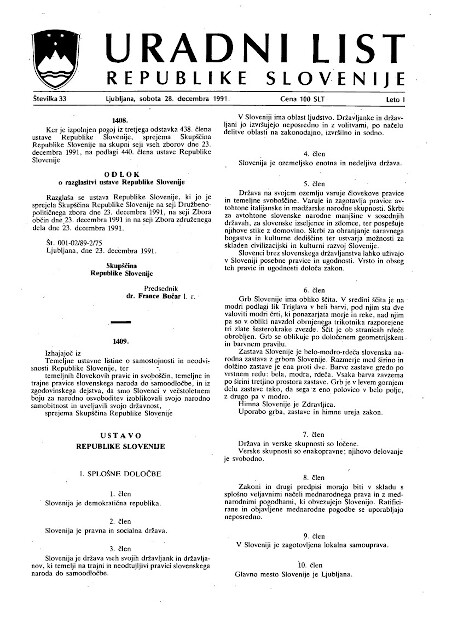 URADNI LIST
REPUBLIKE SLOVENIJE
Številka 33 Ljubljana, sobota 28. decembra 1991 Cena 100 SLT Leto I
1408.
Ker je izpolnjen pogoj iz tretjega odstavka 438. člena
ustave Republike Slovenije, sprejema Skupščina
Republike Slovenije na skupni seji vseh zborov dne 23.
decembra 1991, na podlagi 440. člena ustave Republike
Slovenije
ODLOK
o razglasitvi ustave Republike Slovenije
Razglaša se ustava Republike Slovenije, ki jo je
sprejela Skupščina Republike Slovenije na seji Družbeno-
političnega zbora dne 23. decembra 1991, na seji Zbora
občin dne 23. decembra 1991 in na seji Zbora združenega
dela dne 23. decembra 1991.
Št. 001-02/89-2/75
Ljubljana, dne 23. decembra 1991.
Skupščina
Republike Slovenije
Predsednik
dr. France Bučar l. r.
1409.
Izhajajoč iz
Temeljne ustavne listine o samostojnosti in neodvi-
snosti Republike Slovenije, ter
temeljnih človekovih pravic in svoboščin, temeljne in
trajne pravice slovenskega naroda do samoodločbe, in iz
zgodovinskega dejstva, da smo Slovenci v večstoletnem
boju za narodno osvoboditev izoblikovali svojo narodno
samobitnost in uveljavili svojo državnost,
sprejema Skupščina Republike Slovenije
USTAVO
REPUBLIKE SLOVENIJE
I. SPLOŠNE DOLOČBE
1. člen
Slovenija je demokratična republika.
2. člen
Slovenija je pravna in socialna država.
3. člen
Slovenija je država vseh svojih državljank in državlja-
nov, ki temelji na trajni in neodtujljivi pravici slovenskega
naroda do samoodločbe.
V Sloveniji ima oblast ljudstvo. Državljanke in držav-
ljani jo izvršujejo neposredno in z volitvami, po načelu
delitve oblasti na zakonodajno, izvršilno in sodno.
4. člen
Slovenija je ozemeljsko enotna in nedeljiva država.
5. člen
Država na svojem ozemlju varuje človekove pravice
in temeljne svoboščine. Varuje in zagotavlja pravice av-
tohtone italijanske in madžarske narodne skupnosti. Skrbi
za avtohtone slovenske narodne manjšine v sosednjih
državah, za slovenske izseljence in zdomce, ter pospešuje
njihove stike z domovino. Skrbi za ohranjanje naravnega
bogastva in kulturne dediščine ter ustvarja možnosti za
skladen civilizacijski in kulturni razvoj Slovenije.
Slovenci brez slovenskega državljanstva lahko uživajo
v Sloveniji posebne pravice in ugodnosti. Vrsto in obseg
teh pravic in ugodnosti določa zakon.
6. člen
Grb Slovenije ima obliko ščita. V sredini ščita je na
modri podlagi lik Triglava v beli barvi, pod njim sta dve
valoviti modri črti, ki ponazarjata morje in reke, nad njim
pa so v obliki navzdol obrnjenega trikotnika razporejene
tri zlate šesterokrake zvezde. Ščit je ob stranicah rdeče
obrobljen. Grb se oblikuje po določenem geometrijskem
in barvnem pravilu.
Zastava Slovenije je belo-modro-rdeča slovenska na-
rodna zastava z grbom Slovenije. Razmerje med širino in
dolžino zastave je ena proti dve. Barve zastave gredo po
vrstnem redu: bela, modra, rdeča. Vsaka barva zavzema
po širini tretjino prostora zastave. Grb je v levem gornjem
delu zastave tako, da sega z eno polovico v belo polje,
z drugo pa v modro.
Himna Slovenije je Zdravljica.
Uporabo grba, zastave in himne ureja zakon.
7. člen
Država in verske skupnosti so ločene.
Verske skupnosti so enakopravne; njihovo delovanje
je svobodno.
8. člen
Zakoni in drugi predpisi morajo biti v skladu s
splošno veljavnimi načeli mednarodnega prava in z med-
narodnimi pogodbami, ki obvezujejo Slovenijo. Ratifici-
rane in objavljene mednarodne pogodbe se uporabljajo
neposredno.
9. člen
V Sloveniji je zagotovljena lokalna samouprava.
10. člen
Glavno mesto Slovenije je Ljubljana.